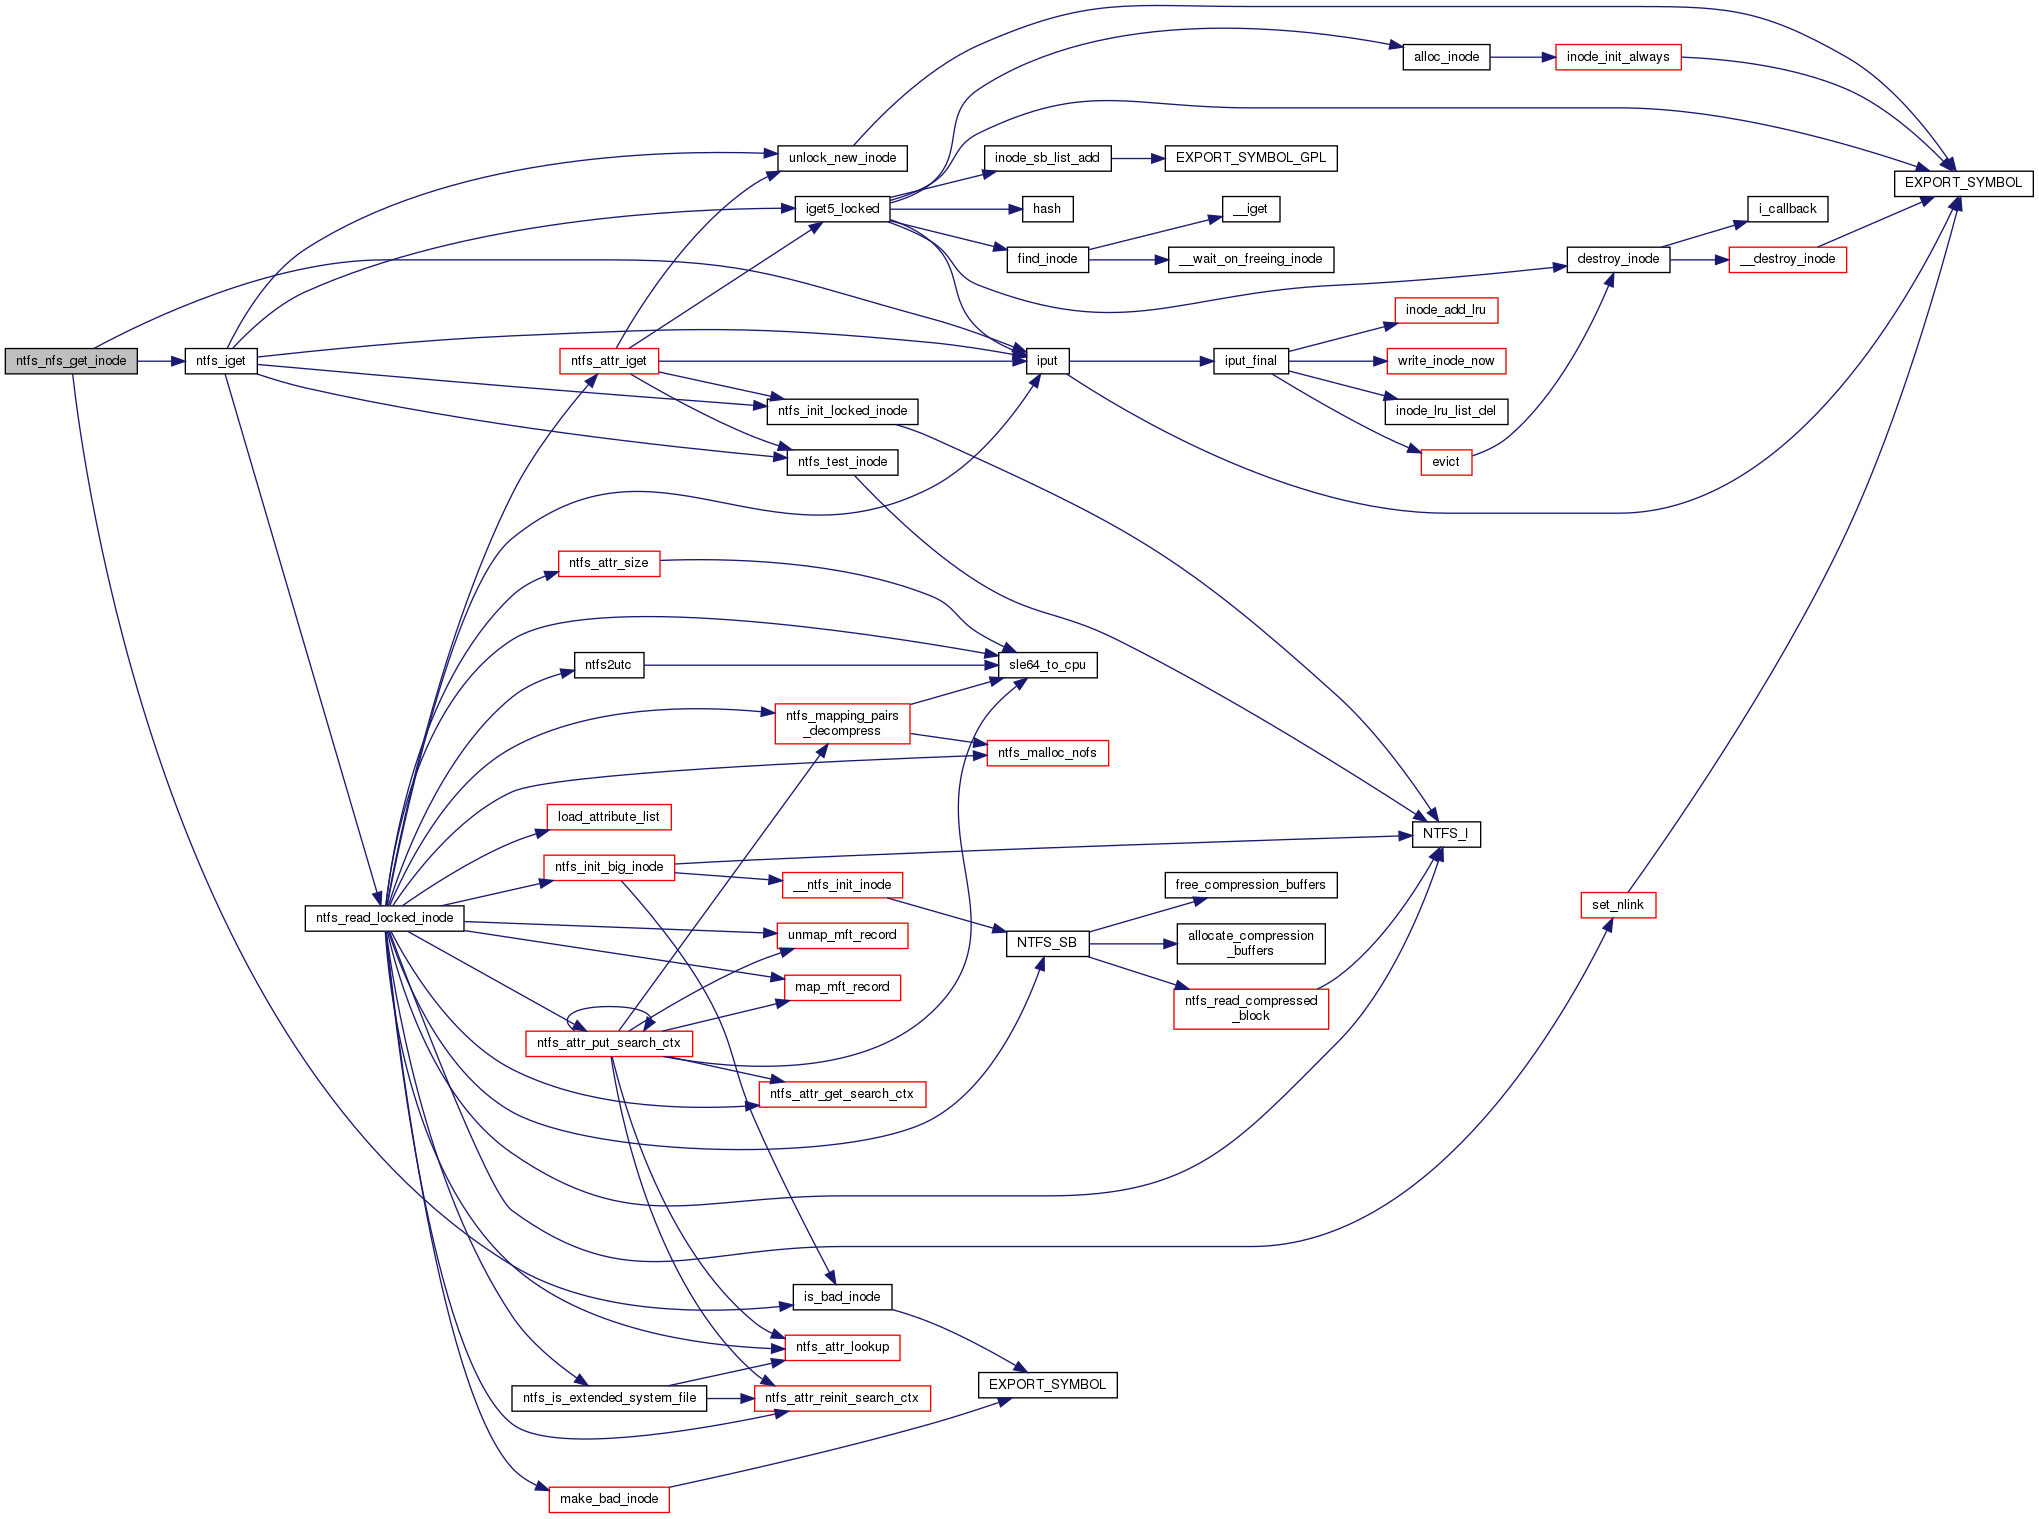 alloc_inode
inode_init_always
unlock_new_inode
inode_sb_list_add
EXPORT_SYMBOL_GPL
EXPORT_SYMBOL
iget5_locked
hash
__iget
i_callback
find_inode
__wait_on_freeing_inode
destroy_inode
__destroy_inode
inode_add_lru
ntfs_nfs_get_inode
ntfs_iget
ntfs_attr_iget
iput
iput_final
write_inode_now
ntfs_init_locked_inode
inode_lru_list_del
ntfs_test_inode
evict
ntfs_attr_size
ntfs2utc
sle64_to_cpu
ntfs_mapping_pairs
_decompress
ntfs_malloc_nofs
load_attribute_list
NTFS_I
ntfs_init_big_inode
__ntfs_init_inode
free_compression_buffers
set_nlink
ntfs_read_locked_inode
unmap_mft_record
NTFS_SB
allocate_compression
_buffers
map_mft_record
ntfs_read_compressed
_block
ntfs_attr_put_search_ctx
ntfs_attr_get_search_ctx
is_bad_inode
ntfs_attr_lookup
EXPORT_SYMBOL
ntfs_is_extended_system_file
ntfs_attr_reinit_search_ctx
make_bad_inode